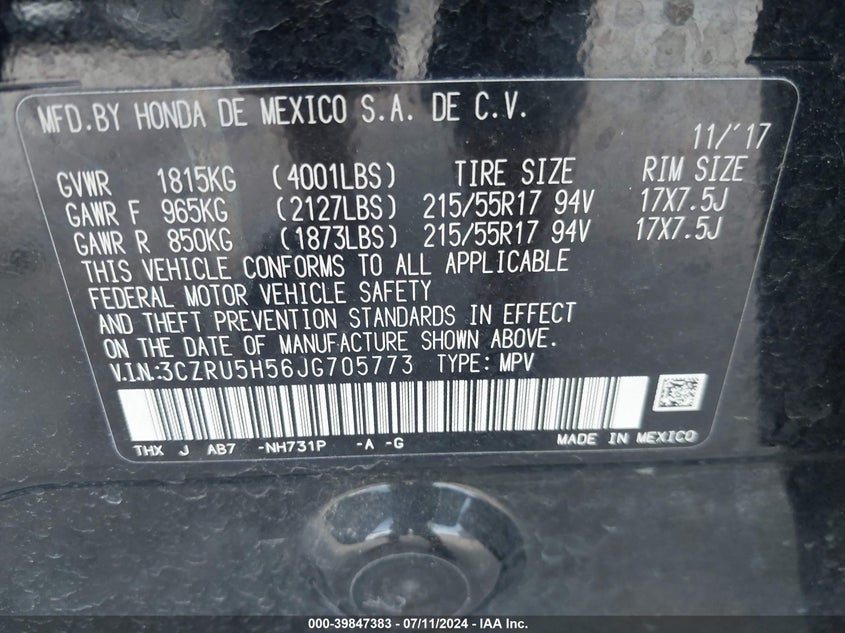 MFD.BY HONDA DE MEXICO S.A. DE C.V.
11/'17
GVWR 1815KG (4001LBS) TIRE SIZE RIM SIZE
GAWR F 965KG (2127LBS) 215/55R17 94V 17X7.5J
GAWR R 850KG (1873LBS) 215/55R17 94V 17X7.5J
THIS VEHICLE CONFORMS TO ALL APPLICABLE
FEDERAL MOTOR VEHICLE SAFETY
AND THEFT PREVENTION STANDARDS IN EFFECT
ON THE DATE OF MANUFACTURE SHOWN ABOVE.
V.I.N.:3CZRU5H56JG705773 TYPE: MPV
THX J AB7 -NH731P -A -G MADE IN MEXICO
000-39847383 - 07/11/2024 - IAA Inc.